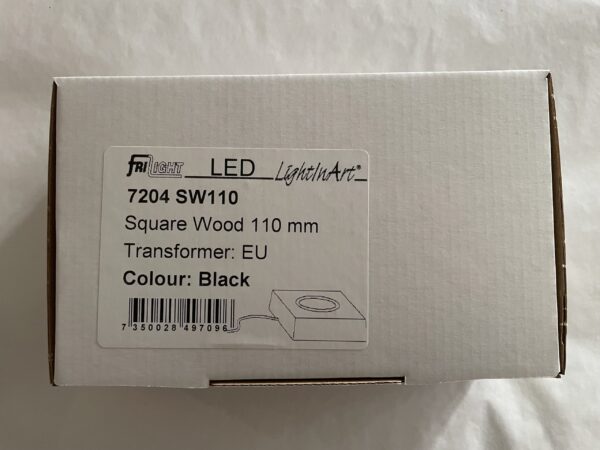 FRILIGHT LED LightInArt®
7204 SW110
Square Wood 110 mm
Transformer: EU
Colour: Black
7 350028 497096